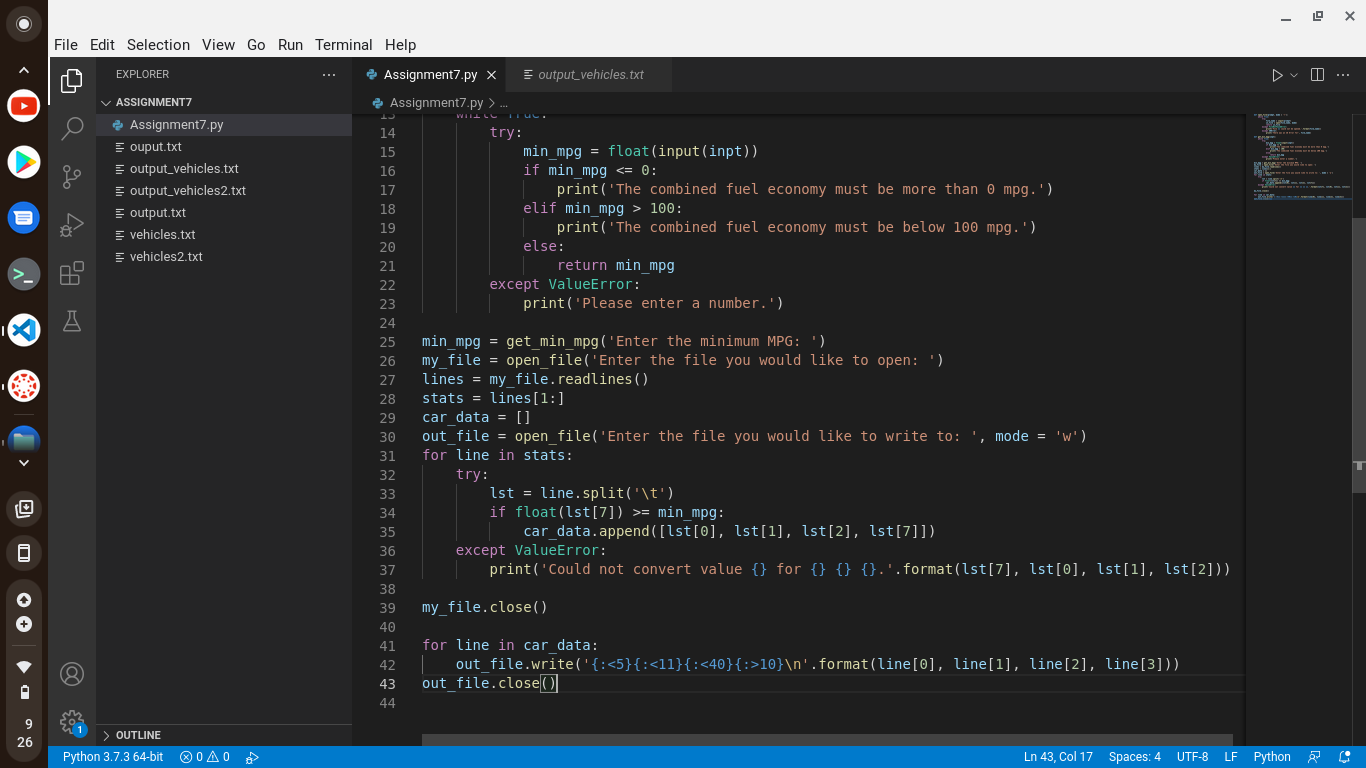 File Edit Selection View Go Run Terminal Help
EXPLORER
Assignment7.py
output_vehicles.txt
ASSIGNMENT7
Assignment7.py
ouput.txt
output_vehicles.txt
output_vehicles2.txt
output.txt
vehicles.txt
vehicles2.txt
OUTLINE
Assignment7.py > ...
13 while True:
14 try:
15 min_mpg = float(input(inpt))
16 if min_mpg <= 0:
17 print('The combined fuel economy must be more than 0 mpg.')
18 elif min_mpg > 100:
19 print('The combined fuel economy must be below 100 mpg.')
20 else:
21 return min_mpg
22 except ValueError:
23 print('Please enter a number.')
24
25 min_mpg = get_min_mpg('Enter the minimum MPG: ')
26 my_file = open_file('Enter the file you would like to open: ')
27 lines = my_file.readlines()
28 stats = lines[1:]
29 car_data = []
30 out_file = open_file('Enter the file you would like to write to: ', mode = 'w')
31 for line in stats:
32 try:
33 lst = line.split('\t')
34 if float(lst[7]) >= min_mpg:
35 car_data.append([lst[0], lst[1], lst[2], lst[7]])
36 except ValueError:
37 print('Could not convert value {} for {} {} {}.'.format(lst[7], lst[0], lst[1], lst[2]))
38
39 my_file.close()
40
41 for line in car_data:
42 out_file.write('{:<5}{:<11}{:<40}{:>10}\n'.format(line[0], line[1], line[2], line[3]))
43 out_file.close()
44
9
26
1
Python 3.7.3 64-bit 0 0 Ln 43, Col 17 Spaces: 4 UTF-8 LF Python